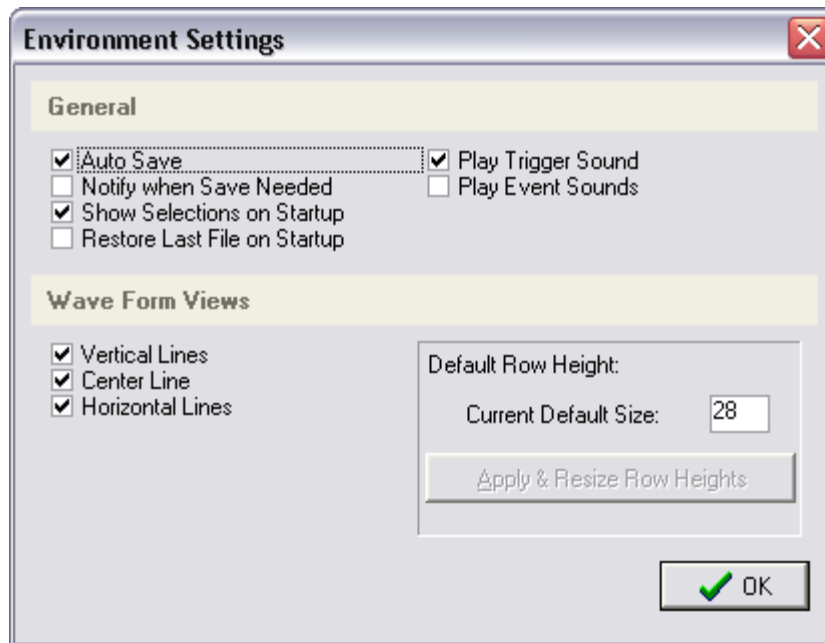 Environment Settings
General
Auto Save
Notify when Save Needed
Show Selections on Startup
Restore Last File on Startup
Play Trigger Sound
Play Event Sounds
Wave Form Views
Vertical Lines
Center Line
Horizontal Lines
Default Row Height:
Current Default Size: 28
Apply & Resize Row Heights
OK